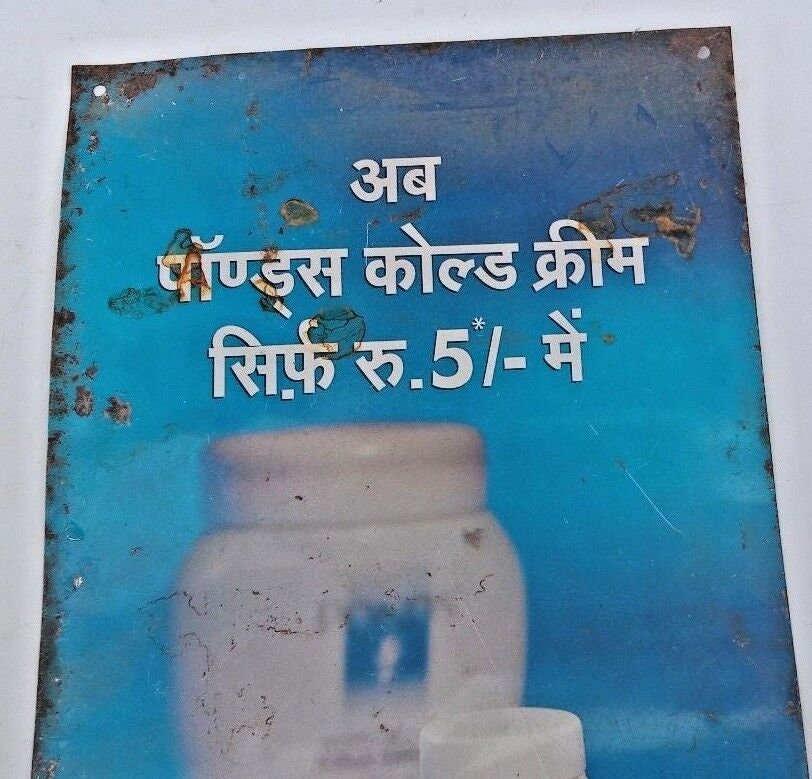 अब
पॉण्ड्स कोल्ड क्रीम
सिर्फ़ रु.5*/- में